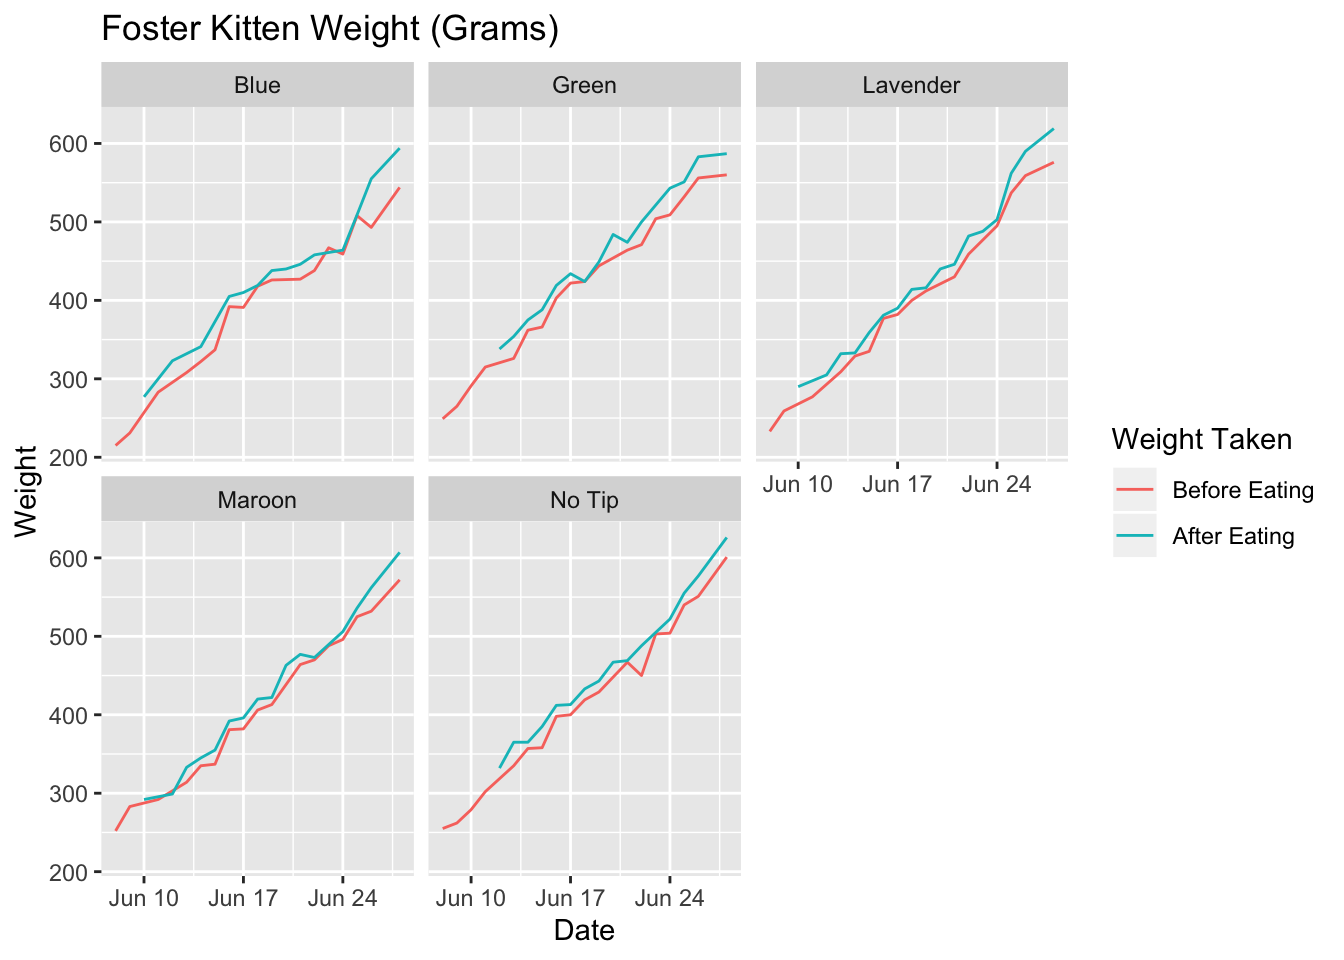 Foster Kitten Weight (Grams)
Blue
Green
Lavender
600
500
400
300
200
Jun 10 Jun 17 Jun 24
Maroon
No Tip
600
500
400
300
200
Jun 10 Jun 17 Jun 24
Jun 10 Jun 17 Jun 24
Date
Weight
Weight Taken
Before Eating
After Eating